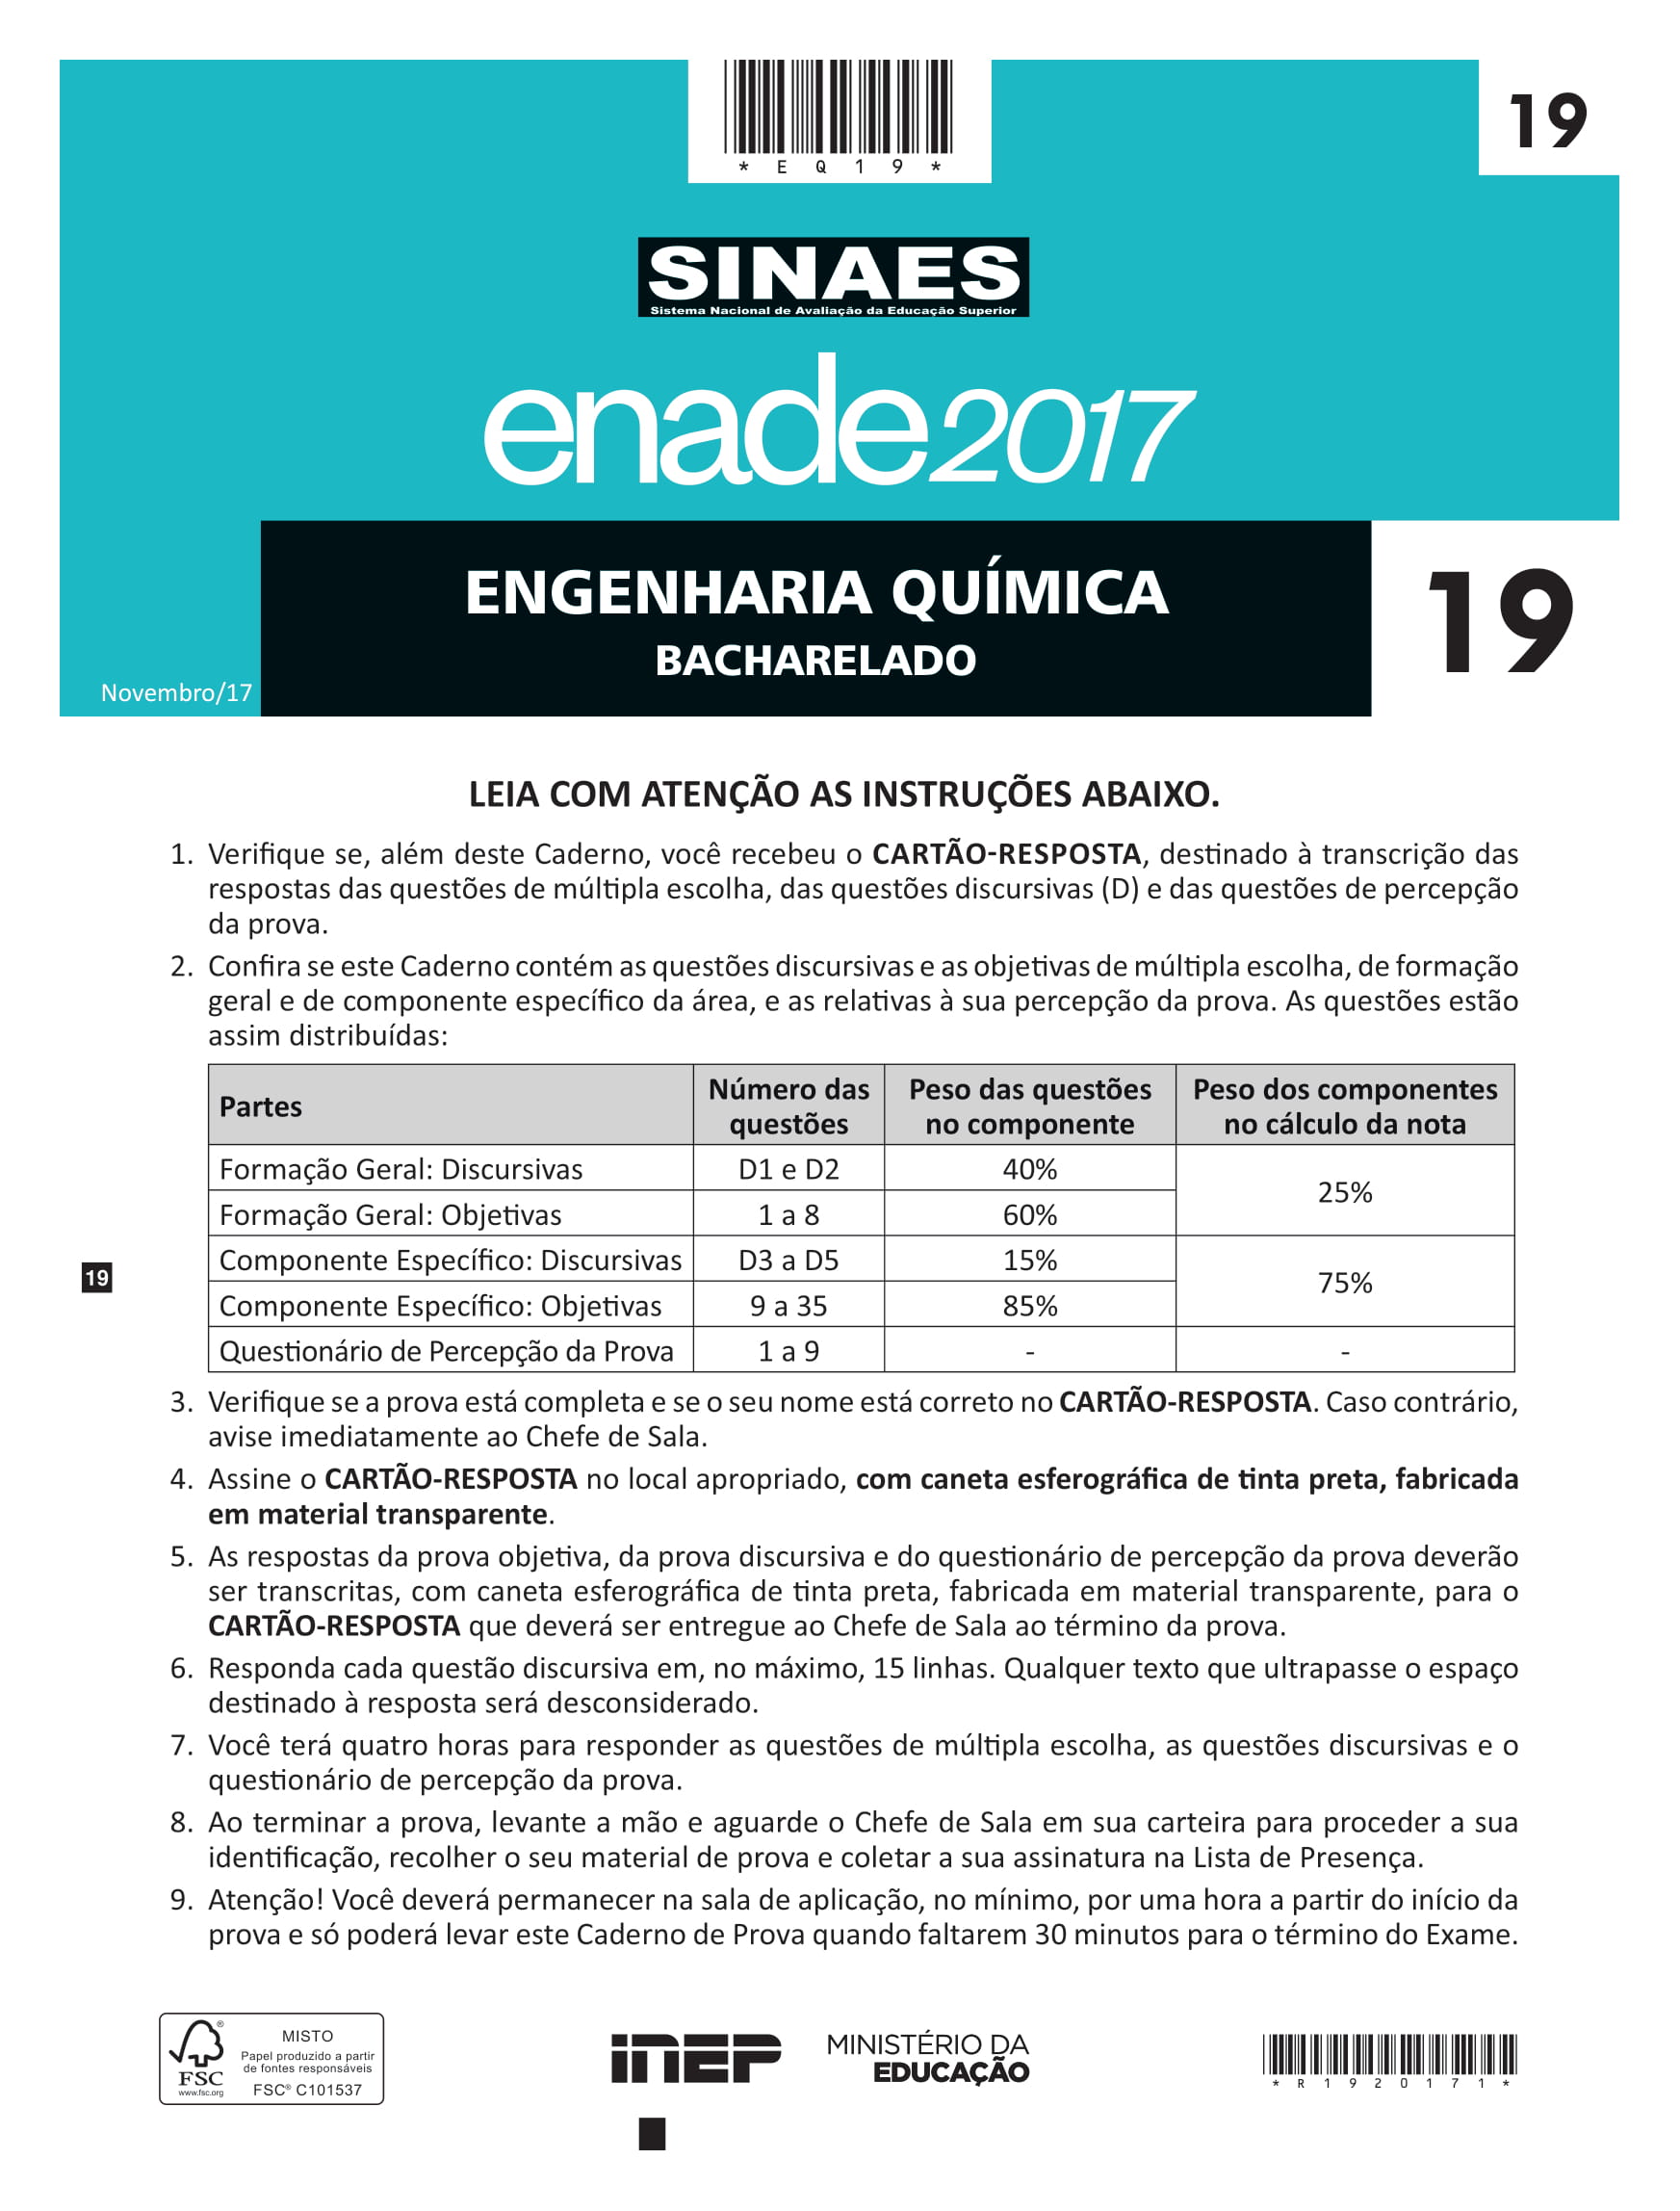 * E Q 1 9 *
19
SINAES
Sistema Nacional de Avaliação da Educação Superior
enade2017
ENGENHARIA QUÍMICA
BACHARELADO
19
Novembro/17
LEIA COM ATENÇÃO AS INSTRUÇÕES ABAIXO.
1. Verifique se, além deste Caderno, você recebeu o CARTÃO-RESPOSTA, destinado à transcrição das
respostas das questões de múltipla escolha, das questões discursivas (D) e das questões de percepção
da prova.
2. Confira se este Caderno contém as questões discursivas e as objetivas de múltipla escolha, de formação
geral e de componente específico da área, e as relativas à sua percepção da prova. As questões estão
assim distribuídas:
Partes
Número das
questões
Peso das questões
no componente
Peso dos componentes
no cálculo da nota
Formação Geral: Discursivas D1 e D2 40%
25%
Formação Geral: Objetivas 1 a 8 60%
Componente Específico: Discursivas D3 a D5 15%
75%
Componente Específico: Objetivas 9 a 35 85%
Questionário de Percepção da Prova 1 a 9 - -
19
3. Verifique se a prova está completa e se o seu nome está correto no CARTÃO-RESPOSTA. Caso contrário,
avise imediatamente ao Chefe de Sala.
4. Assine o CARTÃO-RESPOSTA no local apropriado, com caneta esferográfica de tinta preta, fabricada
em material transparente.
5. As respostas da prova objetiva, da prova discursiva e do questionário de percepção da prova deverão
ser transcritas, com caneta esferográfica de tinta preta, fabricada em material transparente, para o
CARTÃO-RESPOSTA que deverá ser entregue ao Chefe de Sala ao término da prova.
6. Responda cada questão discursiva em, no máximo, 15 linhas. Qualquer texto que ultrapasse o espaço
destinado à resposta será desconsiderado.
7. Você terá quatro horas para responder as questões de múltipla escolha, as questões discursivas e o
questionário de percepção da prova.
8. Ao terminar a prova, levante a mão e aguarde o Chefe de Sala em sua carteira para proceder a sua
identificação, recolher o seu material de prova e coletar a sua assinatura na Lista de Presença.
9. Atenção! Você deverá permanecer na sala de aplicação, no mínimo, por uma hora a partir do início da
prova e só poderá levar este Caderno de Prova quando faltarem 30 minutos para o término do Exame.
®
FSC
www.fsc.org
MISTO
Papel produzido a partir
de fontes responsáveis
FSC® C101537
inep
MINISTÉRIO DA
EDUCAÇÃO
* R 1 9 2 0 1 7 1 *